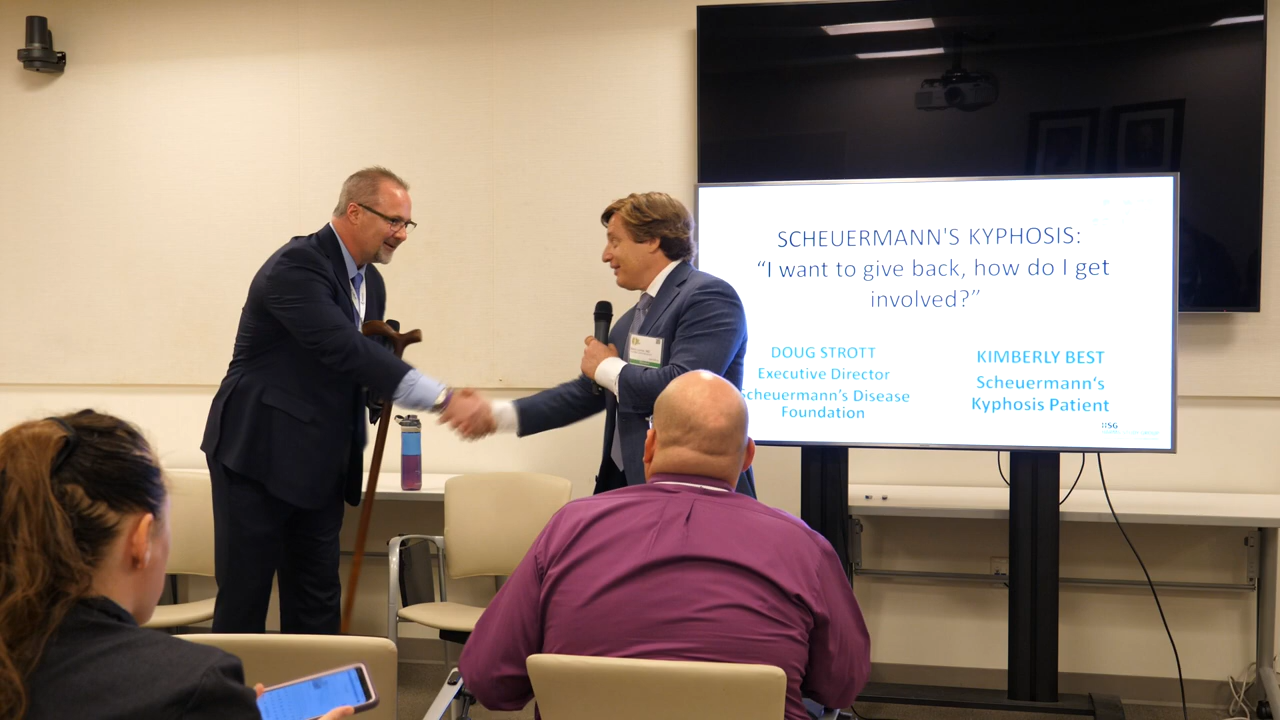 SCHEUERMANN'S KYPHOSIS:
“I want to give back, how do I get
involved?”
DOUG STROTT
Executive Director
Scheuermann’s Disease
Foundation
KIMBERLY BEST
Scheuermann‘s
Kyphosis Patient